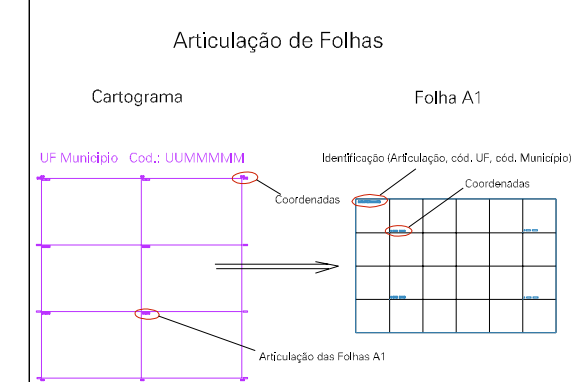 Articulação de Folhas
Cartograma
Folha A1
UF Municipio Cod.: UUMMMMM
Identificação (Articulação, cód. UF, cód. Município)
Coordenadas
Coordenadas
Articulação das Folhas A1